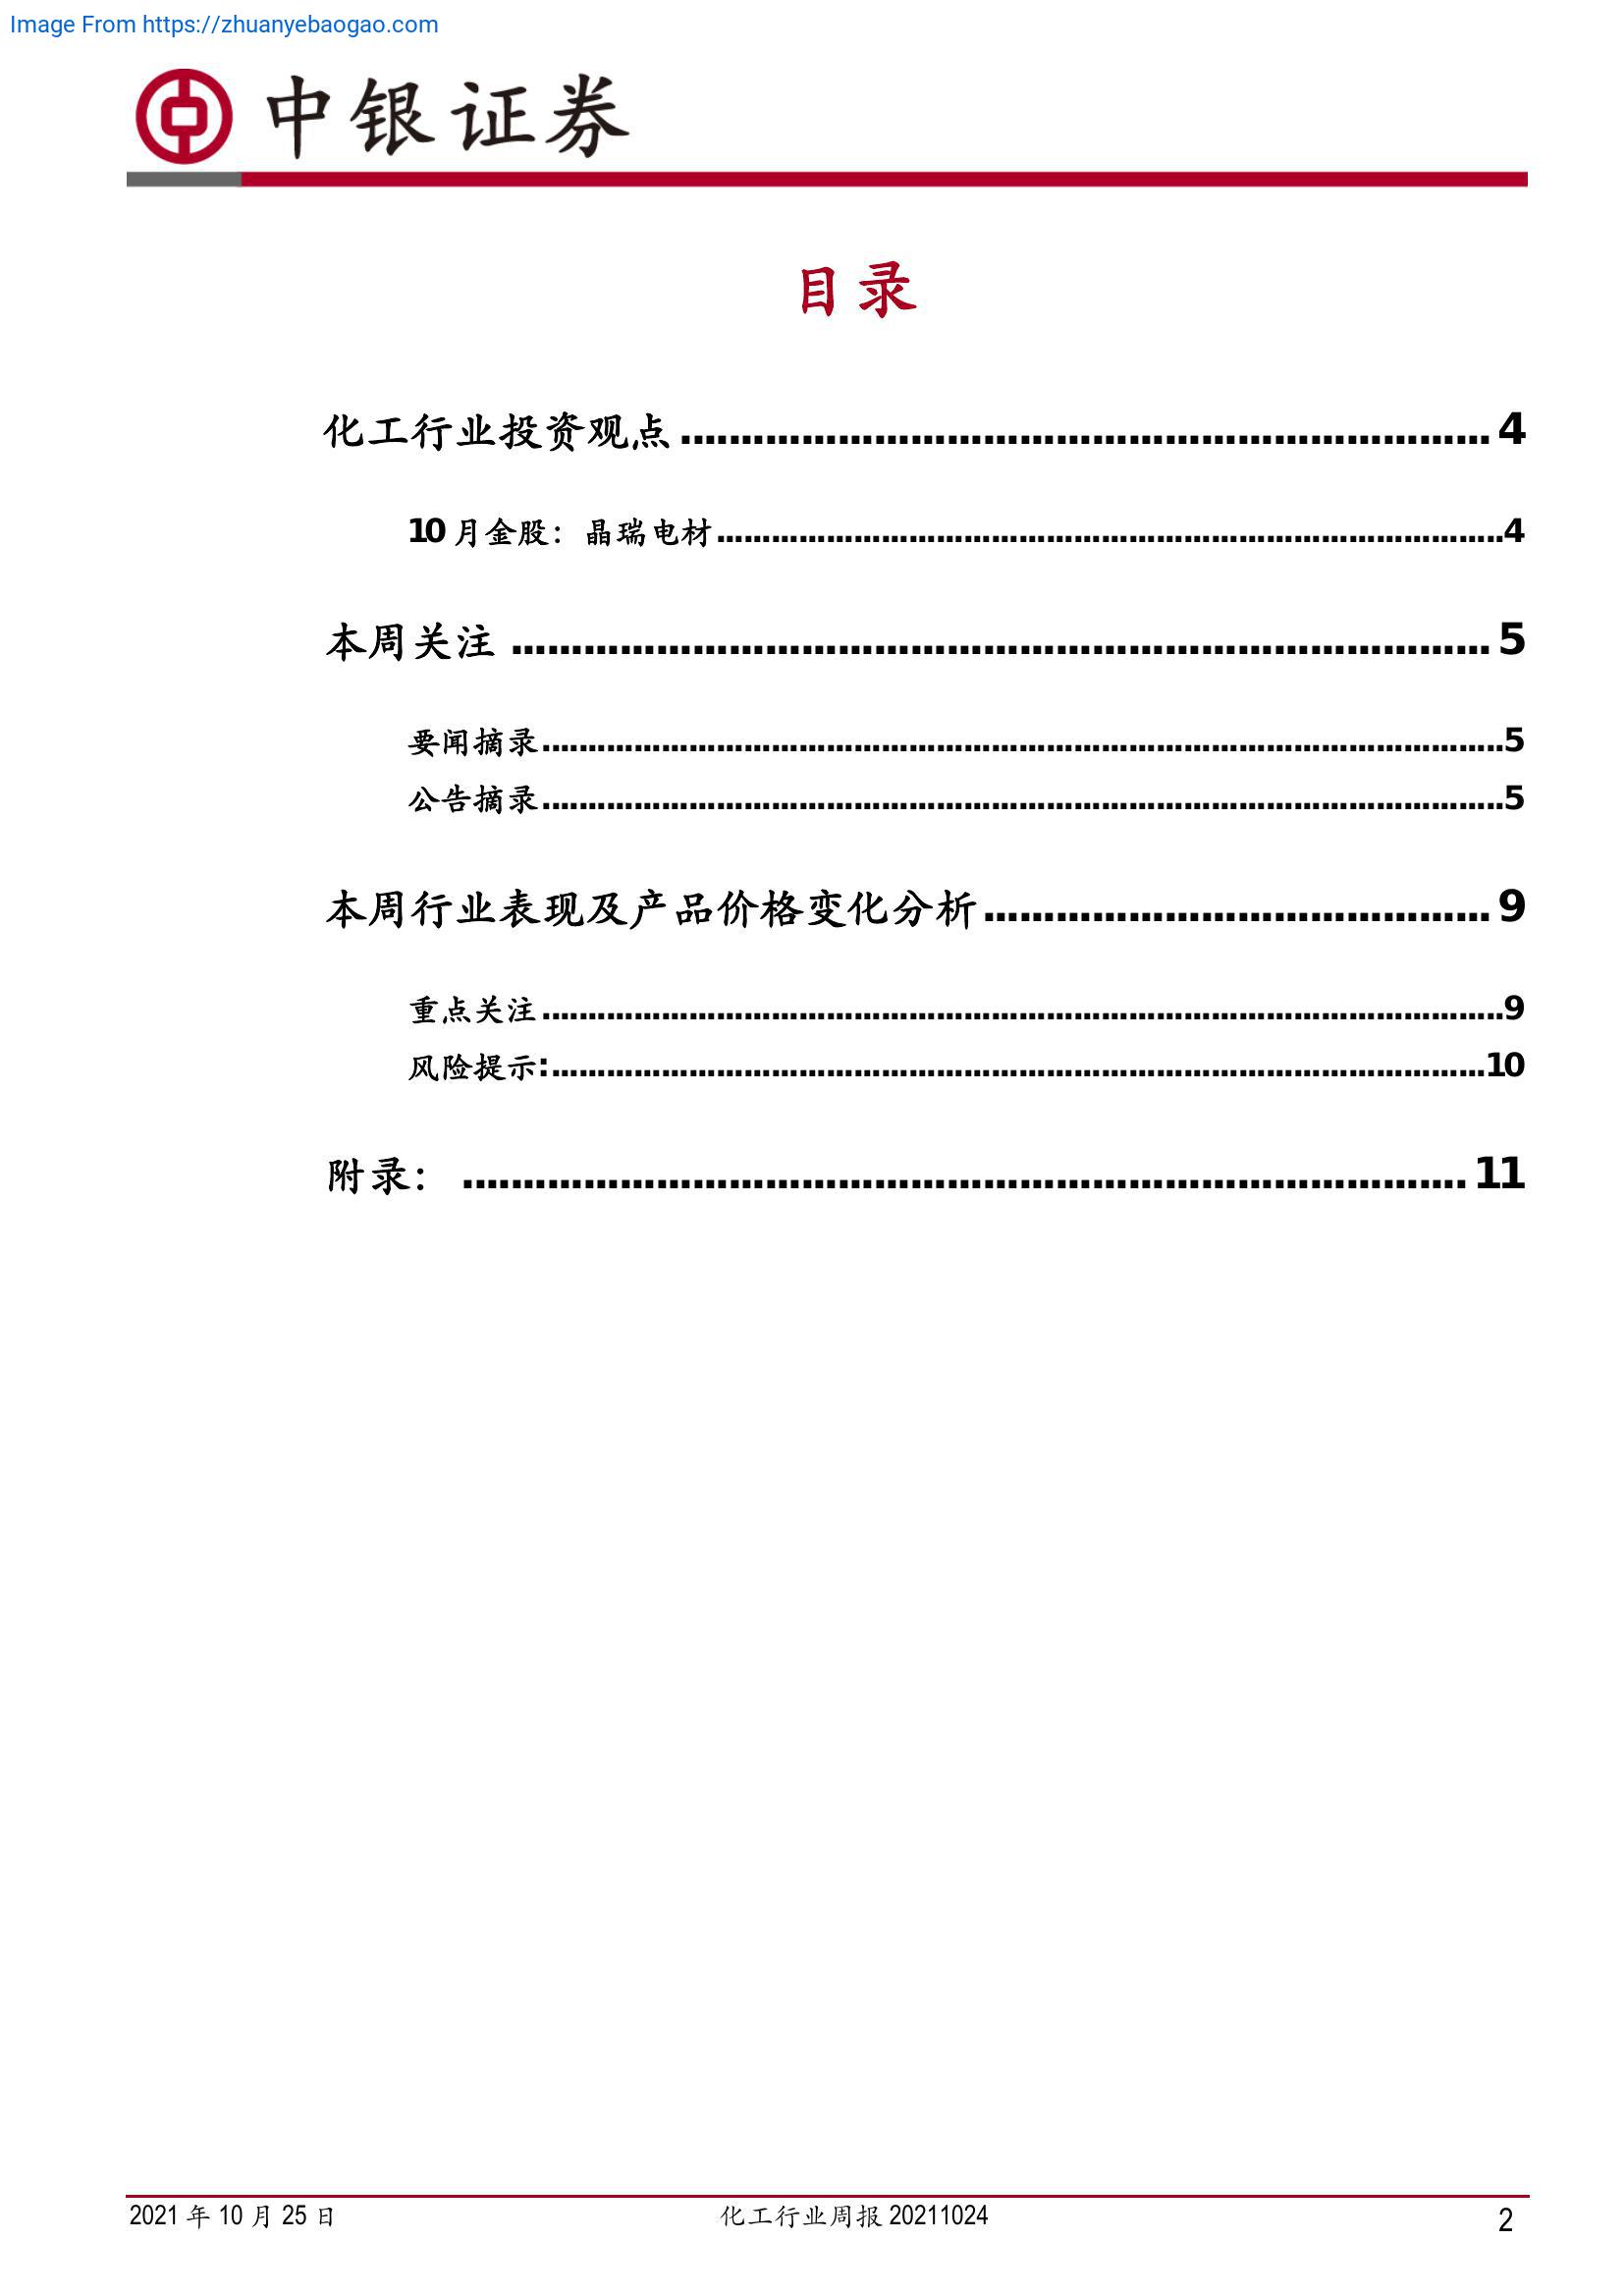 Image From https://zhuanyebaogao.com
中银证券
目录
化工行业投资观点................................................................... 4
10 月金股：晶瑞电材.....................................................................................4
本周关注 ................................................................................. 5
要闻摘录........................................................................................................5
公告摘录........................................................................................................5
本周行业表现及产品价格变化分析.......................................... 9
重点关注........................................................................................................9
风险提示:.....................................................................................................10
附录： ................................................................................... 11
2021 年 10 月 25 日
化工行业周报 20211024
2